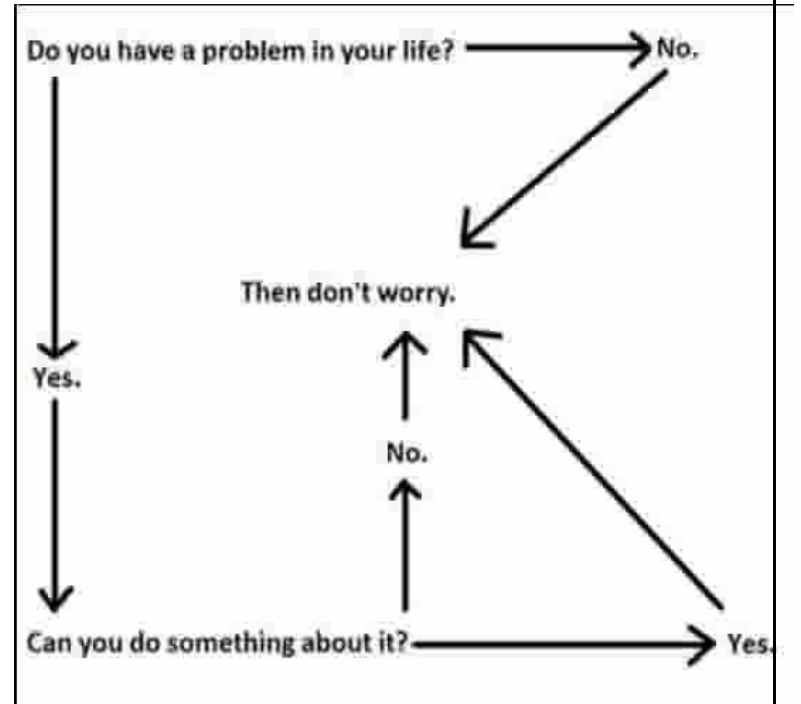 Do you have a problem in your life?
No.
Then don't worry.
Yes.
No.
Can you do something about it?
Yes.